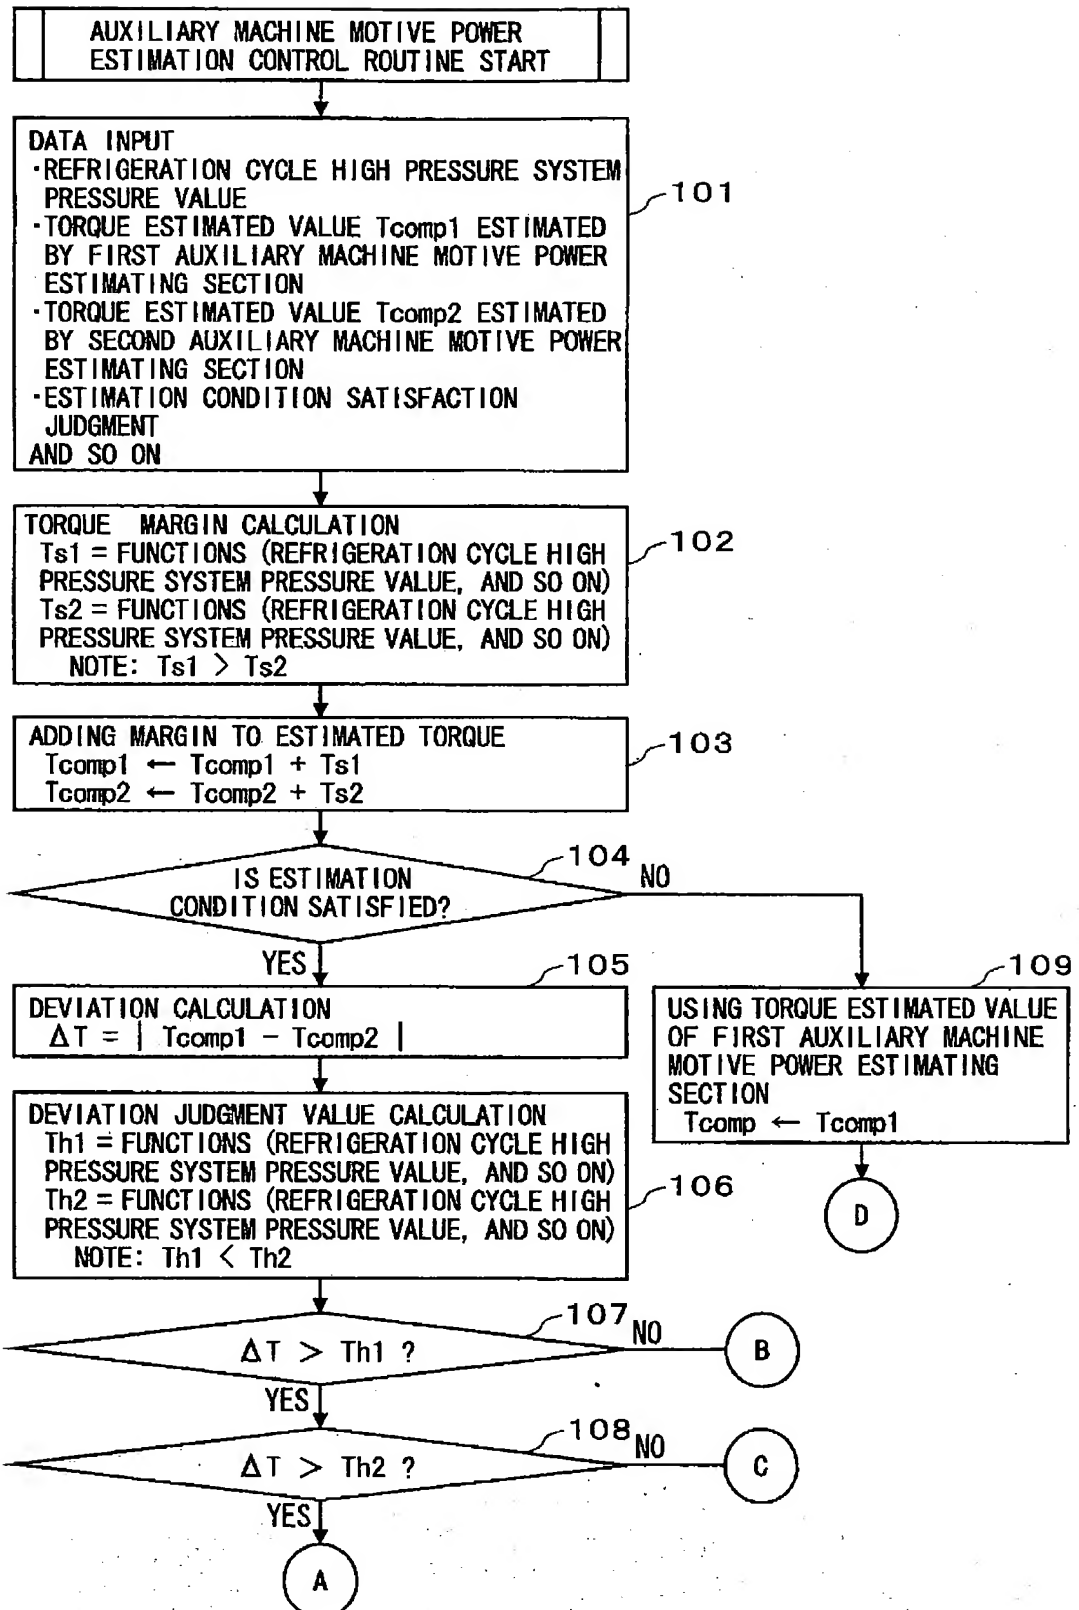 AUXILIARY MACHINE MOTIVE POWER
ESTIMATION CONTROL ROUTINE START
DATA INPUT
·REFRIGERATION CYCLE HIGH PRESSURE SYSTEM
PRESSURE VALUE
·TORQUE ESTIMATED VALUE Tcomp1 ESTIMATED
BY FIRST AUXILIARY MACHINE MOTIVE POWER
ESTIMATING SECTION
·TORQUE ESTIMATED VALUE Tcomp2 ESTIMATED
BY SECOND AUXILIARY MACHINE MOTIVE POWER
ESTIMATING SECTION
·ESTIMATION CONDITION SATISFACTION
JUDGMENT
AND SO ON
101
TORQUE MARGIN CALCULATION
Ts1 = FUNCTIONS (REFRIGERATION CYCLE HIGH
PRESSURE SYSTEM PRESSURE VALUE, AND SO ON)
Ts2 = FUNCTIONS (REFRIGERATION CYCLE HIGH
PRESSURE SYSTEM PRESSURE VALUE, AND SO ON)
NOTE: Ts1 > Ts2
102
ADDING MARGIN TO ESTIMATED TORQUE
Tcomp1 ← Tcomp1 + Ts1
Tcomp2 ← Tcomp2 + Ts2
103
IS ESTIMATION
CONDITION SATISFIED?
104
NO
YES
105
DEVIATION CALCULATION
ΔT = | Tcomp1 - Tcomp2 |
109
USING TORQUE ESTIMATED VALUE
OF FIRST AUXILIARY MACHINE
MOTIVE POWER ESTIMATING
SECTION
Tcomp ← Tcomp1
D
DEVIATION JUDGMENT VALUE CALCULATION
Th1 = FUNCTIONS (REFRIGERATION CYCLE HIGH
PRESSURE SYSTEM PRESSURE VALUE, AND SO ON)
Th2 = FUNCTIONS (REFRIGERATION CYCLE HIGH
PRESSURE SYSTEM PRESSURE VALUE, AND SO ON)
NOTE: Th1 < Th2
106
ΔT > Th1 ?
107
NO
B
YES
ΔT > Th2 ?
108
NO
C
YES
A